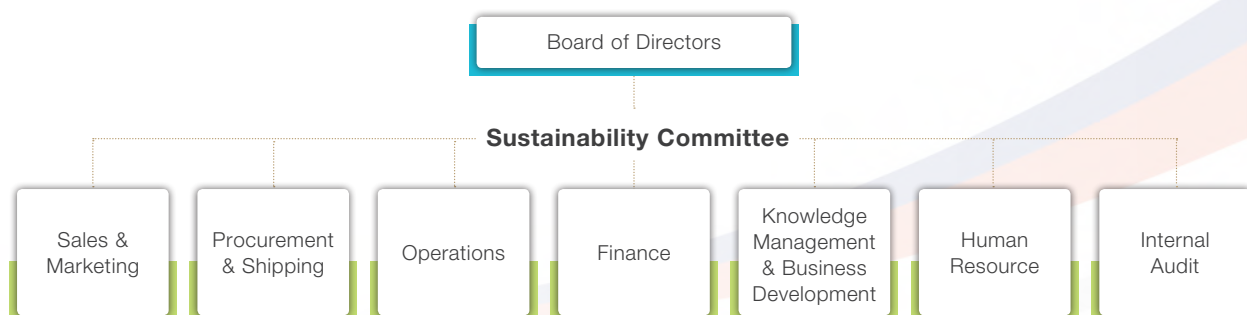 Board of Directors
Sustainability Committee
Sales &
Marketing
Procurement
& Shipping
Operations
Finance
Knowledge
Management
& Business
Development
Human
Resource
Internal
Audit